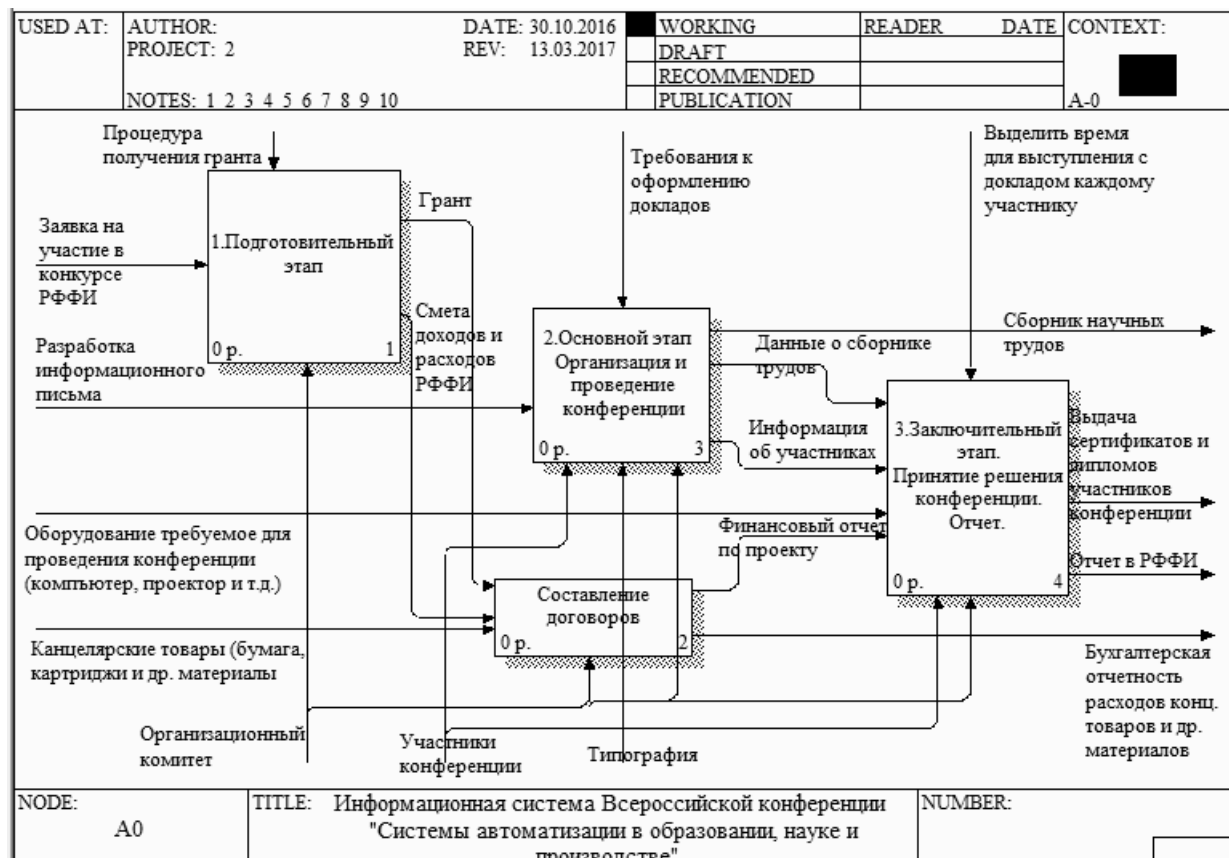 USED AT:
AUTHOR:
DATE: 30.10.2016
PROJECT: 2
REV: 13.03.2017
NOTES: 1 2 3 4 5 6 7 8 9 10
WORKING
DRAFT
RECOMMENDED
PUBLICATION
READER DATE
CONTEXT:
A-0
Процедура
получения гранта
Заявка на
участие в
конкурсе
РФФИ
1.Подготовительный
этап
0 р. 1
Грант
Смета
доходов и
расходов
РФФИ
Разработка
информационного
письма
Требования к
оформлению
докладов
2.Основной этап
Организация и
проведение
конференции
0 р. 3
Выделить время
для выступления с
докладом каждому
участнику
Сборник научных
трудов
Данные о сборнике
трудов
Информация
об участниках
3.Заключительный
этап.
Принятие решения
конференции.
Отчет.
0 р. 4
Выдача
сертификатов и
дипломов
участников
конференции
Оборудование требуемое для
проведения конференции
(компътютер, проектор и т.д.)
Финансовый отчет
по проекту
Отчет в РФФИ
Составление
договоров
0 р. 2
Канцелярские товары (бумага,
картриджи и др. материалы
Бухгалтерская
отчетность
расходов конц.
товаров и др.
материалов
Организационный
комитет
Участники
конференции
Типография
NODE:
A0
TITLE: Информационная система Всероссийской конференции
"Системы автоматизации в образовании, науке и
производстве"
NUMBER: